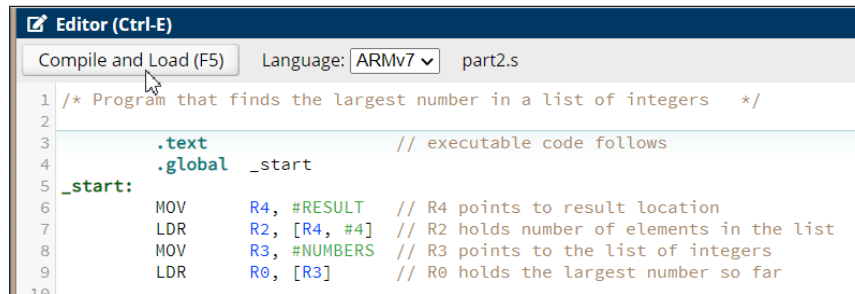 Editor (Ctrl-E)
Compile and Load (F5) Language: ARMv7 part2.s
1 /* Program that finds the largest number in a list of integers */
2
3 .text // executable code follows
4 .global _start
5 _start:
6 MOV R4, #RESULT // R4 points to result location
7 LDR R2, [R4, #4] // R2 holds number of elements in the list
8 MOV R3, #NUMBERS // R3 points to the list of integers
9 LDR R0, [R3] // R0 holds the largest number so far
10